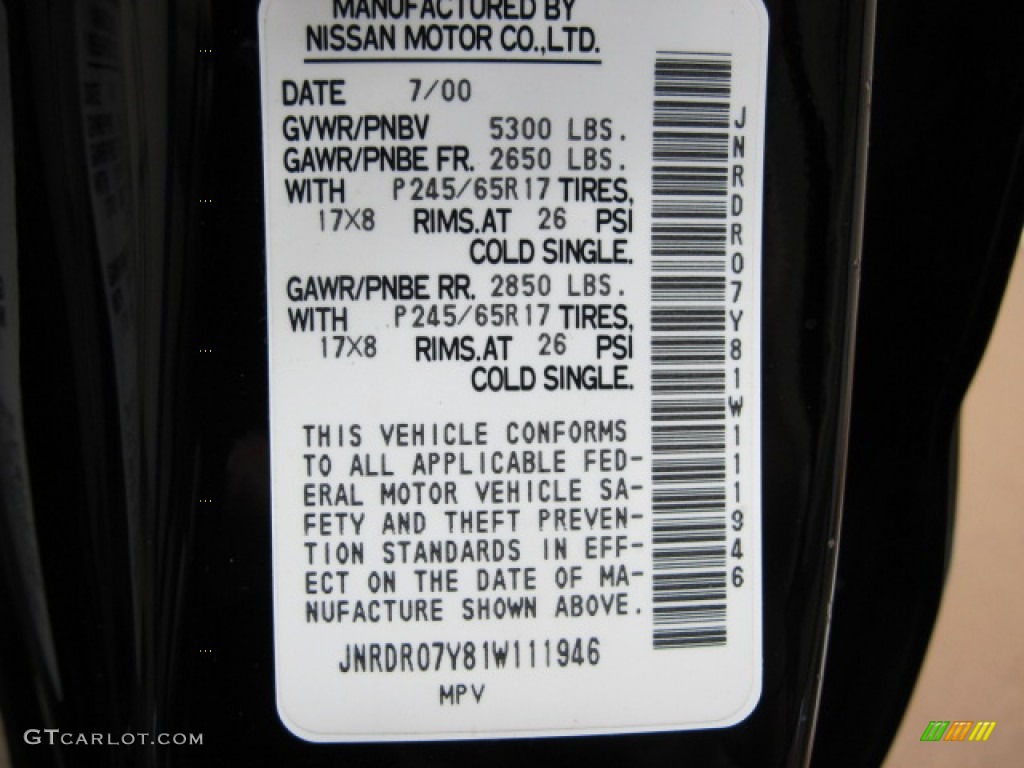 MANUFACTURED BY
NISSAN MOTOR CO.,LTD.
DATE 7/00
GVWR/PNBV 5300 LBS.
GAWR/PNBE FR. 2650 LBS.
WITH P245/65R17 TIRES,
17X8 RIMS.AT 26 PSI
COLD SINGLE.
GAWR/PNBE RR. 2850 LBS.
WITH P245/65R17 TIRES,
17X8 RIMS.AT 26 PSI
COLD SINGLE.
THIS VEHICLE CONFORMS
TO ALL APPLICABLE FED-
ERAL MOTOR VEHICLE SA-
FETY AND THEFT PREVEN-
TION STANDARDS IN EFF-
ECT ON THE DATE OF MA-
NUFACTURE SHOWN ABOVE.
JNRDR07Y81W111946
MPV
JNRDR07Y81W111946
GTCARLOT.COM